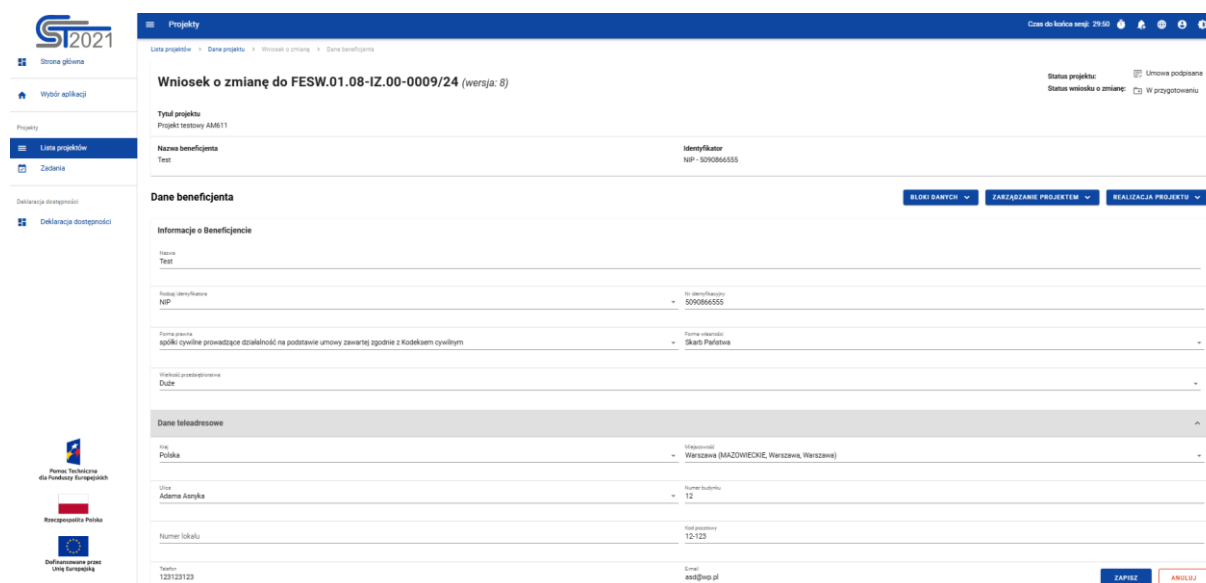 ST2021
Projekty
Czas do końca sesji: 29:50
Strona główna
Wybór aplikacji
Projekty
Lista projektów
Zadania
Deklaracja dostępności
Deklaracja dostępności
Pomoc Techniczna
dla Funduszy Europejskich
Rzeczpospolita Polska
Dofinansowane przez
Unię Europejską
Lista projektów > Dane projektu > Wniosek o zmianę > Dane beneficjenta
Wniosek o zmianę do FESW.01.08-IZ.00-0009/24 (wersja: 8)
Status projektu: Umowa podpisana
Status wniosku o zmianę: W przygotowaniu
Tytuł projektu
Projekt testowy AM611
Nazwa beneficjenta Identyfikator
Test NIP - 5090866555
Dane beneficjenta BLOKI DANYCH ZARZĄDZANIE PROJEKTEM REALIZACJA PROJEKTU
Informacje o Beneficjencie
Nazwa
Test
Rodzaj identyfikatora Nr identyfikacyjny
NIP 5090866555
Forma prawna Forma własności
spółki cywilne prowadzące działalność na podstawie umowy zawartej zgodnie z Kodeksem cywilnym Skarb Państwa
Wielkość przedsiębiorstwa
Duże
Dane teleadresowe
Kraj Miejscowość
Polska Warszawa (MAZOWIECKIE, Warszawa, Warszawa)
Ulica Numer budynku
Adama Asnyka 12
Kod pocztowy
Numer lokalu 12-123
Telefon E-mail
123123123 asd@wp.pl
ZAPISZ ANULUJ